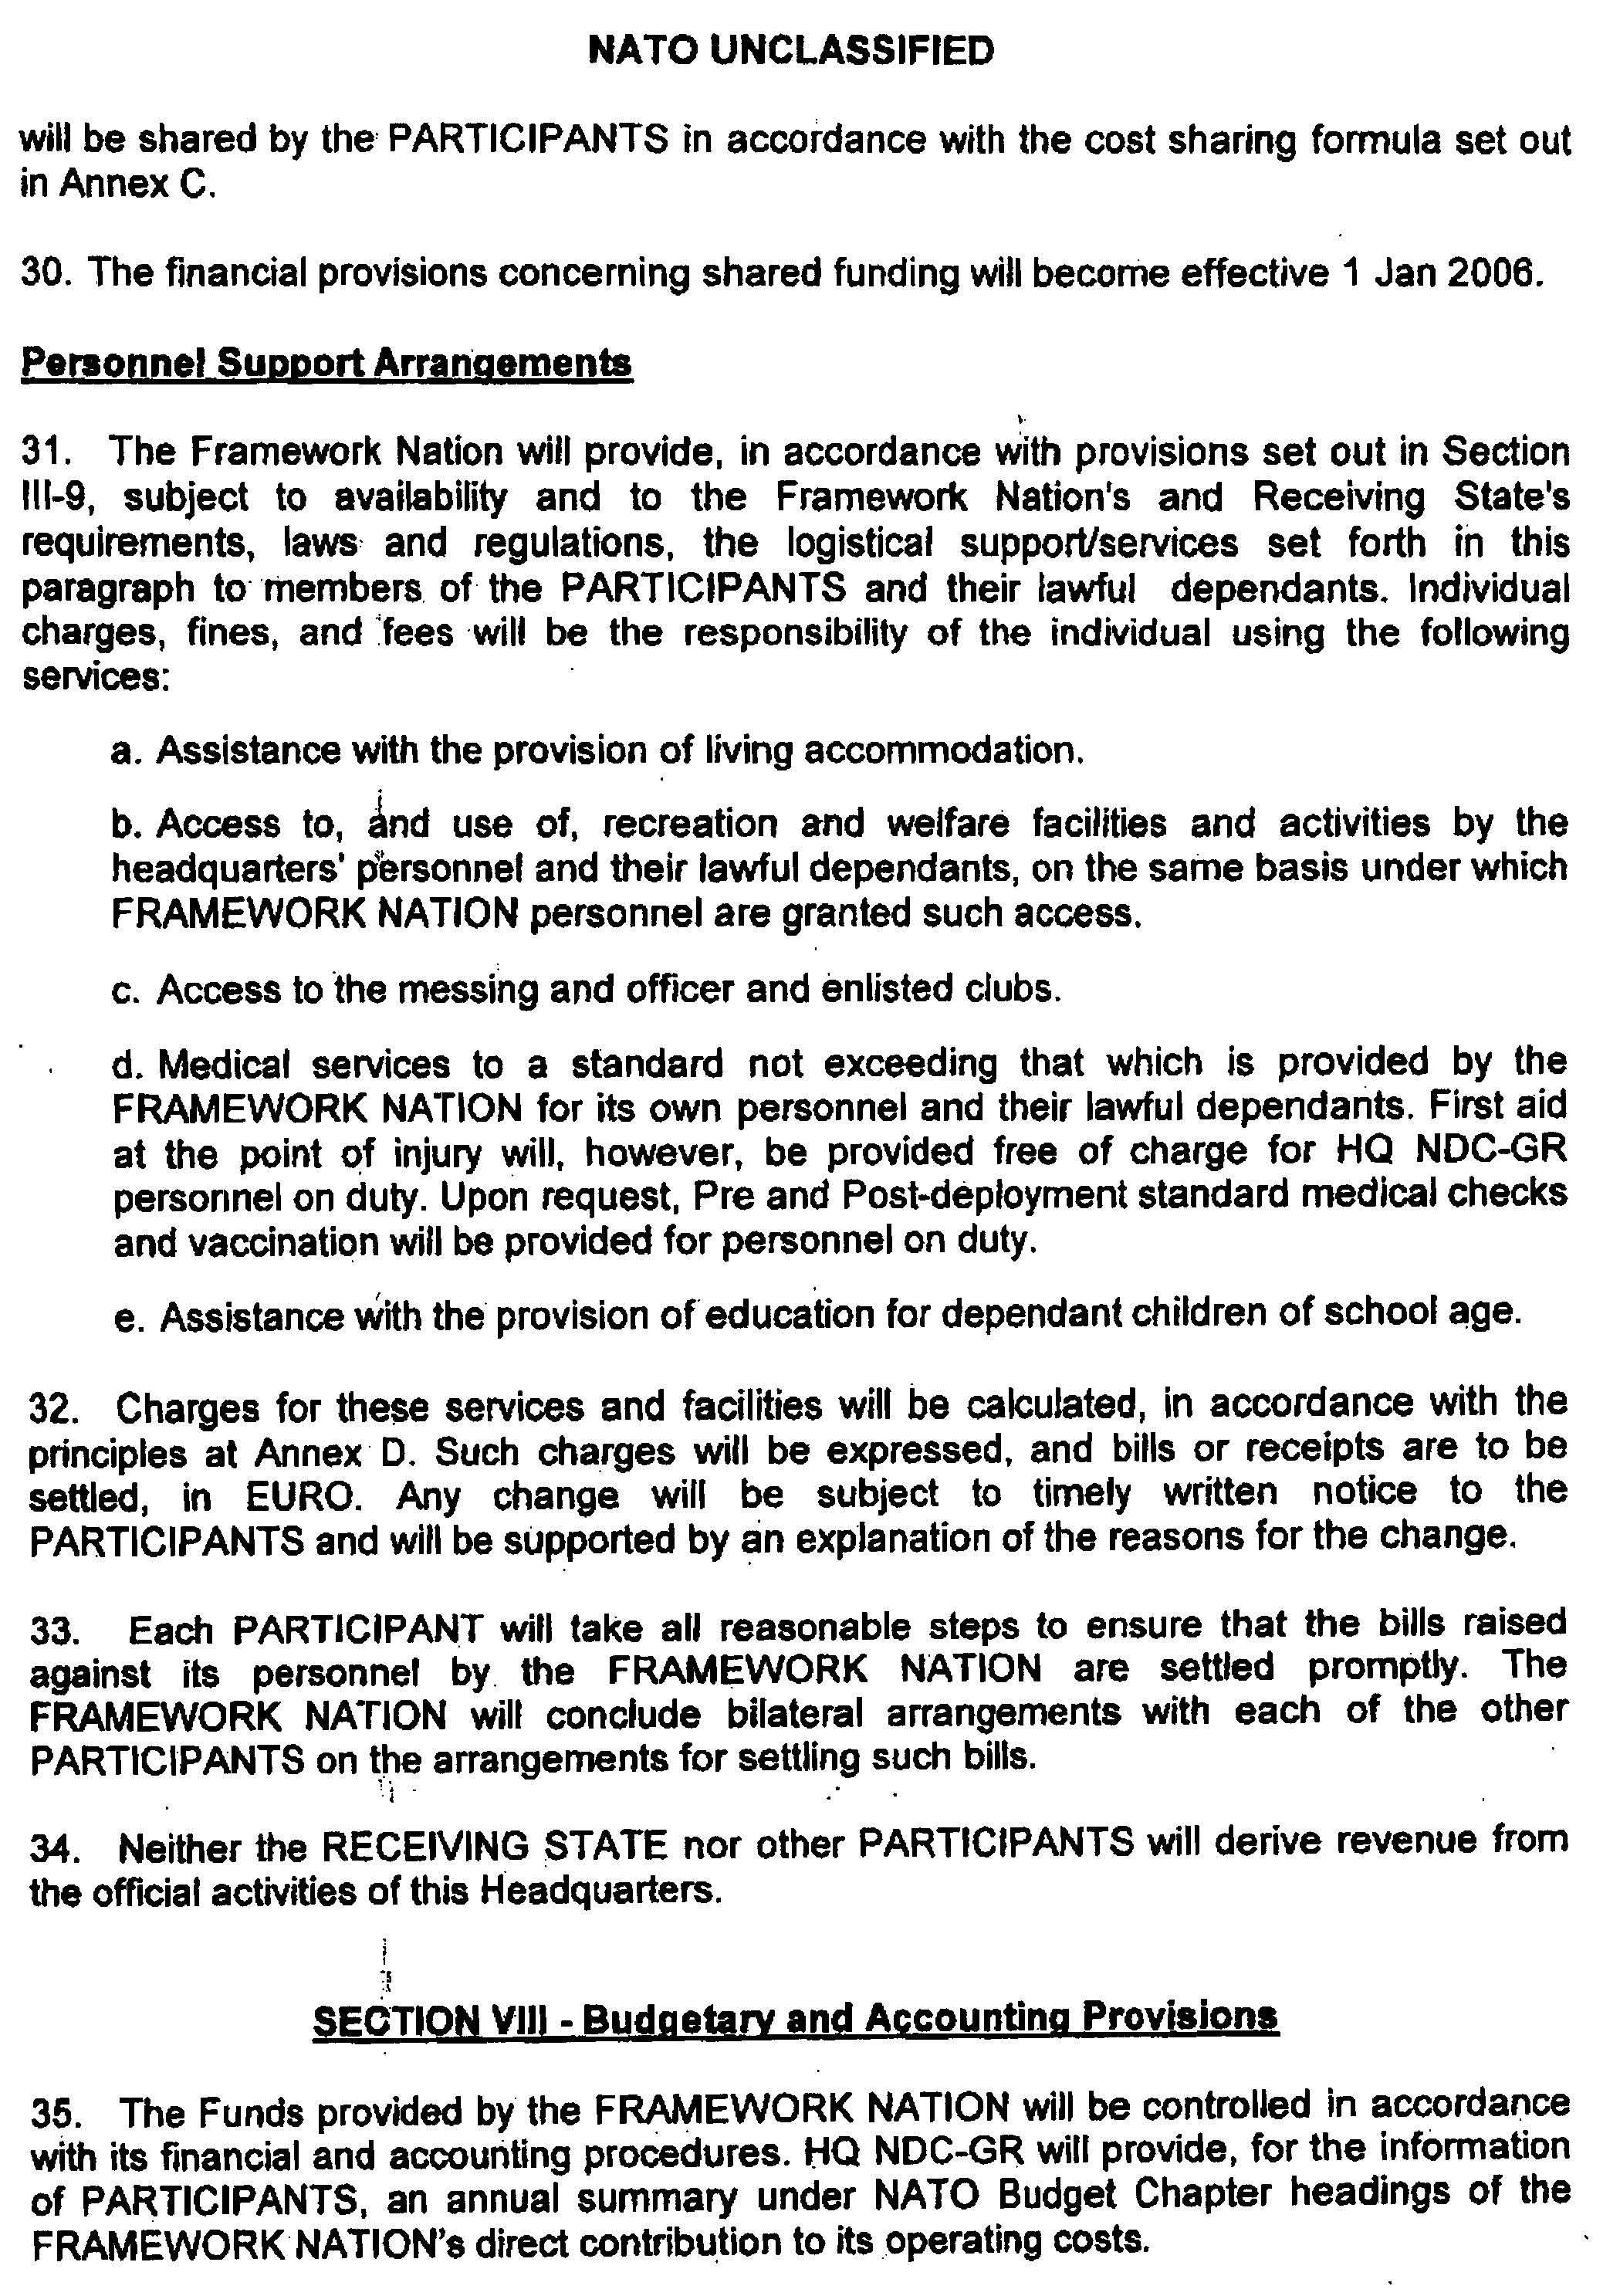 NATO UNCLASSIFIED
will be shared by the PARTICIPANTS in accordance with the cost sharing formula set out
in Annex C.
30. The financial provisions concerning shared funding will become effective 1 Jan 2006.
Personnel Support Arrangements
31. The Framework Nation will provide, in accordance with provisions set out in Section
III-9, subject to availability and to the Framework Nation's and Receiving State's
requirements, laws and regulations, the logistical support/services set forth in this
paragraph to members of the PARTICIPANTS and their lawful dependants. Individual
charges, fines, and fees will be the responsibility of the individual using the following
services:
a. Assistance with the provision of living accommodation.
b. Access to, and use of, recreation and welfare facilities and activities by the
headquarters' personnel and their lawful dependants, on the same basis under which
FRAMEWORK NATION personnel are granted such access.
c. Access to the messing and officer and enlisted clubs.
d. Medical services to a standard not exceeding that which is provided by the
FRAMEWORK NATION for its own personnel and their lawful dependants. First aid
at the point of injury will, however, be provided free of charge for HQ NDC-GR
personnel on duty. Upon request, Pre and Post-deployment standard medical checks
and vaccination will be provided for personnel on duty.
e. Assistance with the provision of education for dependant children of school age.
32. Charges for these services and facilities will be calculated, in accordance with the
principles at Annex D. Such charges will be expressed, and bills or receipts are to be
settled, in EURO. Any change will be subject to timely written notice to the
PARTICIPANTS and will be supported by an explanation of the reasons for the change.
33. Each PARTICIPANT will take all reasonable steps to ensure that the bills raised
against its personnel by the FRAMEWORK NATION are settled promptly. The
FRAMEWORK NATION will conclude bilateral arrangements with each of the other
PARTICIPANTS on the arrangements for settling such bills.
34. Neither the RECEIVING STATE nor other PARTICIPANTS will derive revenue from
the official activities of this Headquarters.
SECTION VIII - Budgetary and Accounting Provisions
35. The Funds provided by the FRAMEWORK NATION will be controlled in accordance
with its financial and accounting procedures. HQ NDC-GR will provide, for the information
of PARTICIPANTS, an annual summary under NATO Budget Chapter headings of the
FRAMEWORK NATION's direct contribution to its operating costs.